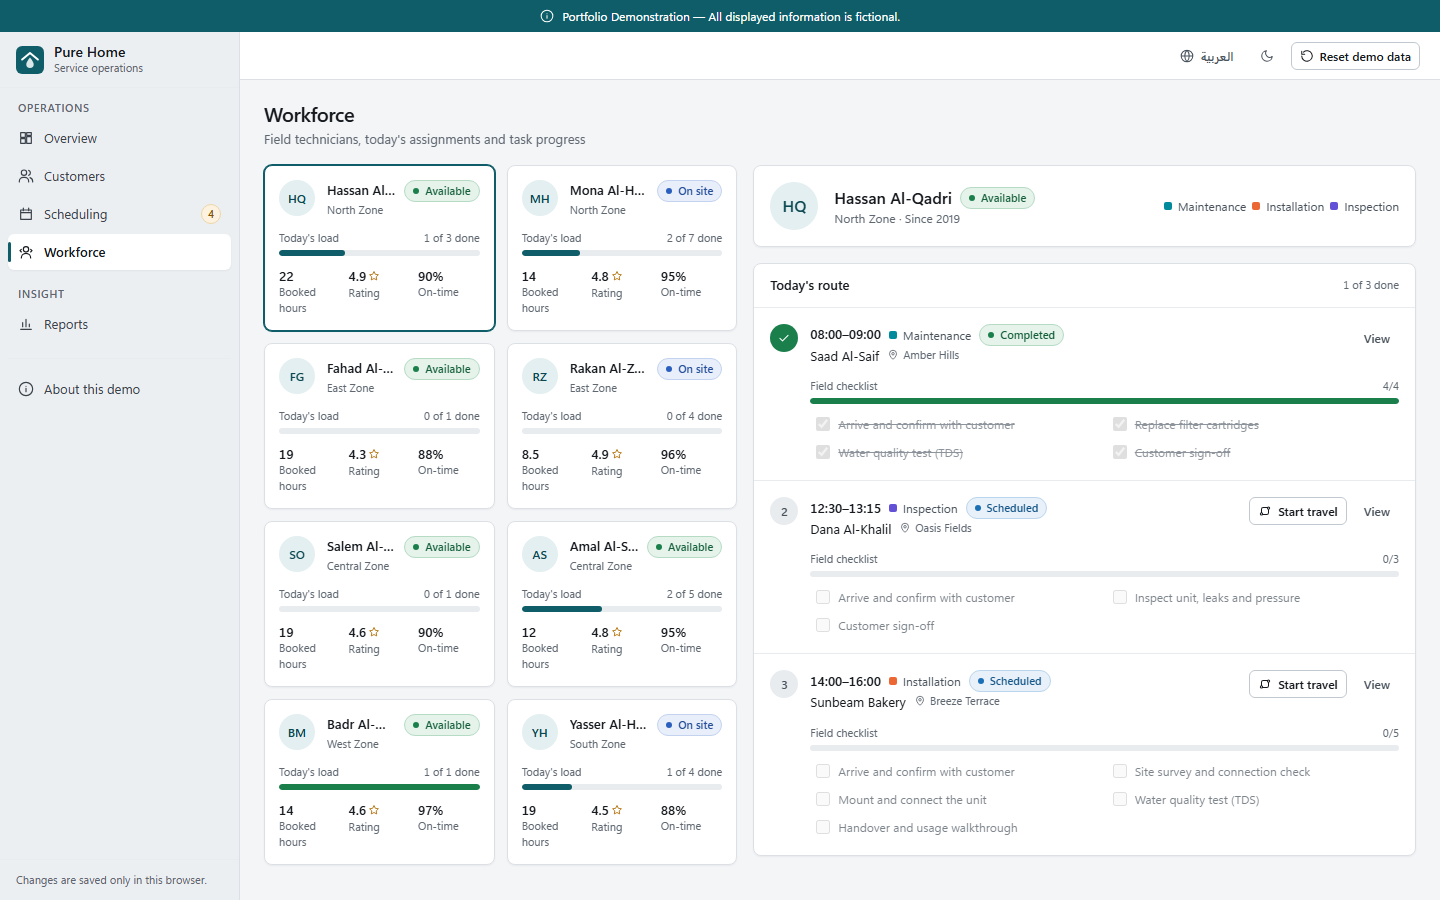 Portfolio Demonstration — All displayed information is fictional.
Pure Home
Service operations
العربية
Reset demo data
OPERATIONS
Overview
Customers
Scheduling 4
Workforce
INSIGHT
Reports
About this demo
Changes are saved only in this browser.
Workforce
Field technicians, today's assignments and task progress
HQ Hassan Al... Available
North Zone
Today's load 1 of 3 done
22 4.9 90%
Booked hours Rating On-time
MH Mona Al-H... On site
North Zone
Today's load 2 of 7 done
14 4.8 95%
Booked hours Rating On-time
FG Fahad Al-... Available
East Zone
Today's load 0 of 1 done
19 4.3 88%
Booked hours Rating On-time
RZ Rakan Al-Z... On site
East Zone
Today's load 0 of 4 done
8.5 4.9 96%
Booked hours Rating On-time
SO Salem Al-... Available
Central Zone
Today's load 0 of 1 done
19 4.6 90%
Booked hours Rating On-time
AS Amal Al-S... Available
Central Zone
Today's load 2 of 5 done
12 4.8 95%
Booked hours Rating On-time
BM Badr Al-... Available
West Zone
Today's load 1 of 1 done
14 4.6 97%
Booked hours Rating On-time
YH Yasser Al-H... On site
South Zone
Today's load 1 of 4 done
19 4.5 88%
Booked hours Rating On-time
HQ Hassan Al-Qadri Available
North Zone · Since 2019
Maintenance Installation Inspection
Today's route 1 of 3 done
08:00–09:00 Maintenance Completed View
Saad Al-Saif Amber Hills
Field checklist 4/4
Arrive and confirm with customer Replace filter cartridges
Water quality test (TDS) Customer sign-off
2 12:30–13:15 Inspection Scheduled Start travel View
Dana Al-Khalil Oasis Fields
Field checklist 0/3
Arrive and confirm with customer Inspect unit, leaks and pressure
Customer sign-off
3 14:00–16:00 Installation Scheduled Start travel View
Sunbeam Bakery Breeze Terrace
Field checklist 0/5
Arrive and confirm with customer Site survey and connection check
Mount and connect the unit Water quality test (TDS)
Handover and usage walkthrough